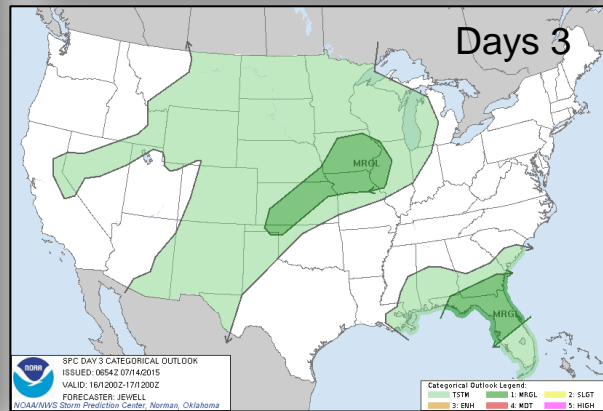 Days 3
MRGL
MRGL
NOAA
SPC DAY 3 CATEGORICAL OUTLOOK
ISSUED: 0654Z 07/14/2015
VALID: 16/1200Z-17/1200Z
FORECASTER: JEWELL
NOAA/NWS Storm Prediction Center, Norman, Oklahoma
Categorical Outlook Legend:
TSTM 1: MRGL 2: SLGT
3: ENH 4: MDT 5: HIGH